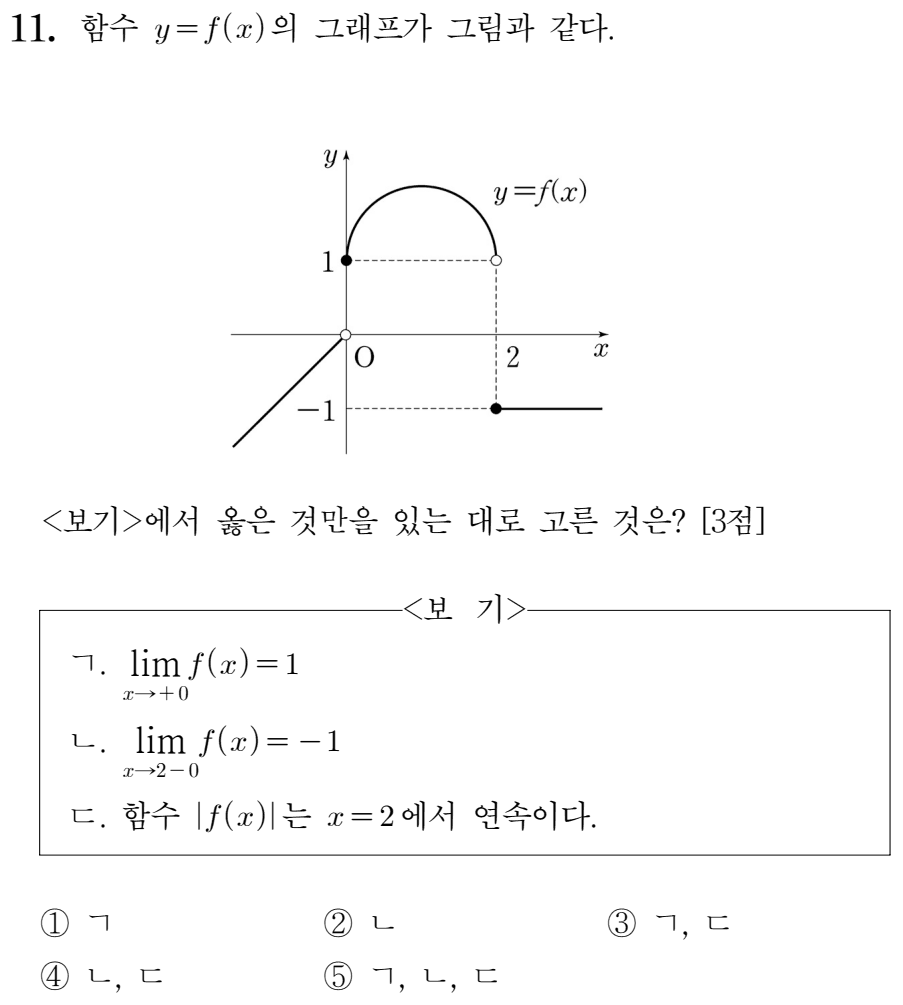 11. 함수 y=f(x)의 그래프가 그림과 같다.
y
y=f(x)
1
O
2
x
−1
<보기>에서 옳은 것만을 있는 대로 고른 것은? [3점]
<보 기>
ㄱ. lim f(x)=1
x→+0
ㄴ. lim f(x)=−1
x→2−0
ㄷ. 함수 |f(x)|는 x=2에서 연속이다.
① ㄱ ② ㄴ ③ ㄱ, ㄷ
④ ㄴ, ㄷ ⑤ ㄱ, ㄴ, ㄷ